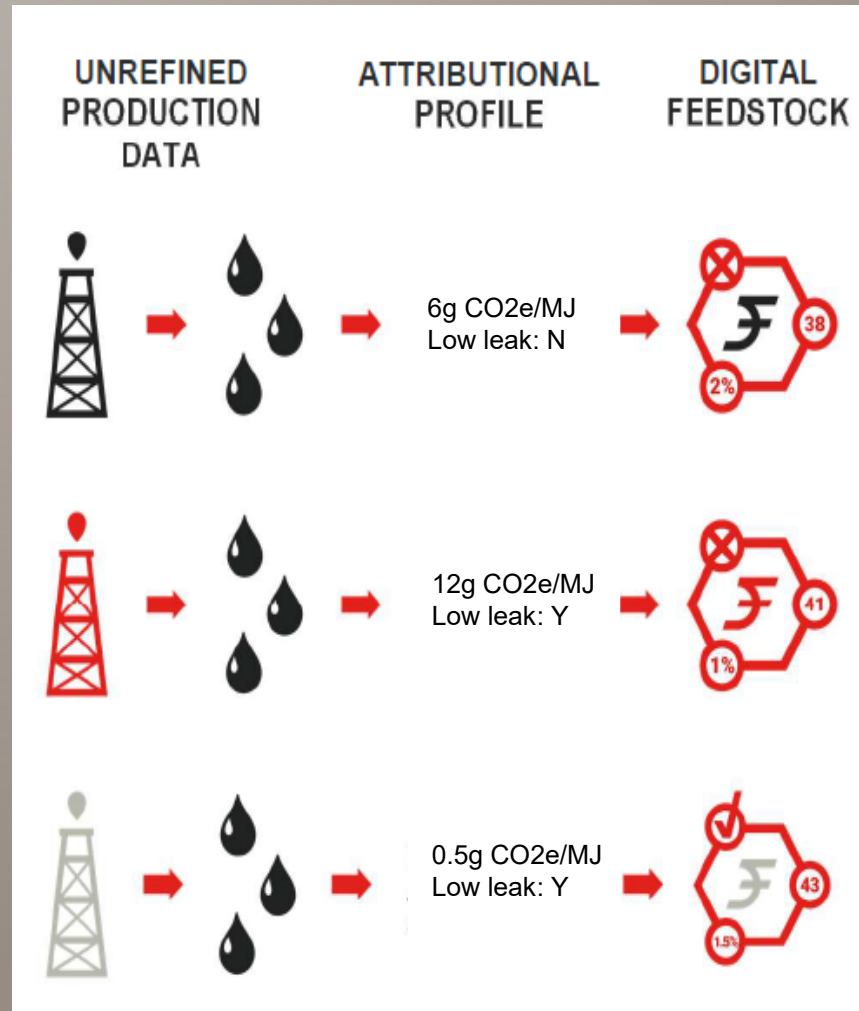 UNREFINED
PRODUCTION
DATA
ATTRIBUTIONAL
PROFILE
DIGITAL
FEEDSTOCK
6g CO2e/MJ
Low leak: N
38
2%
12g CO2e/MJ
Low leak: Y
41
1%
0.5g CO2e/MJ
Low leak: Y
43
1.5%